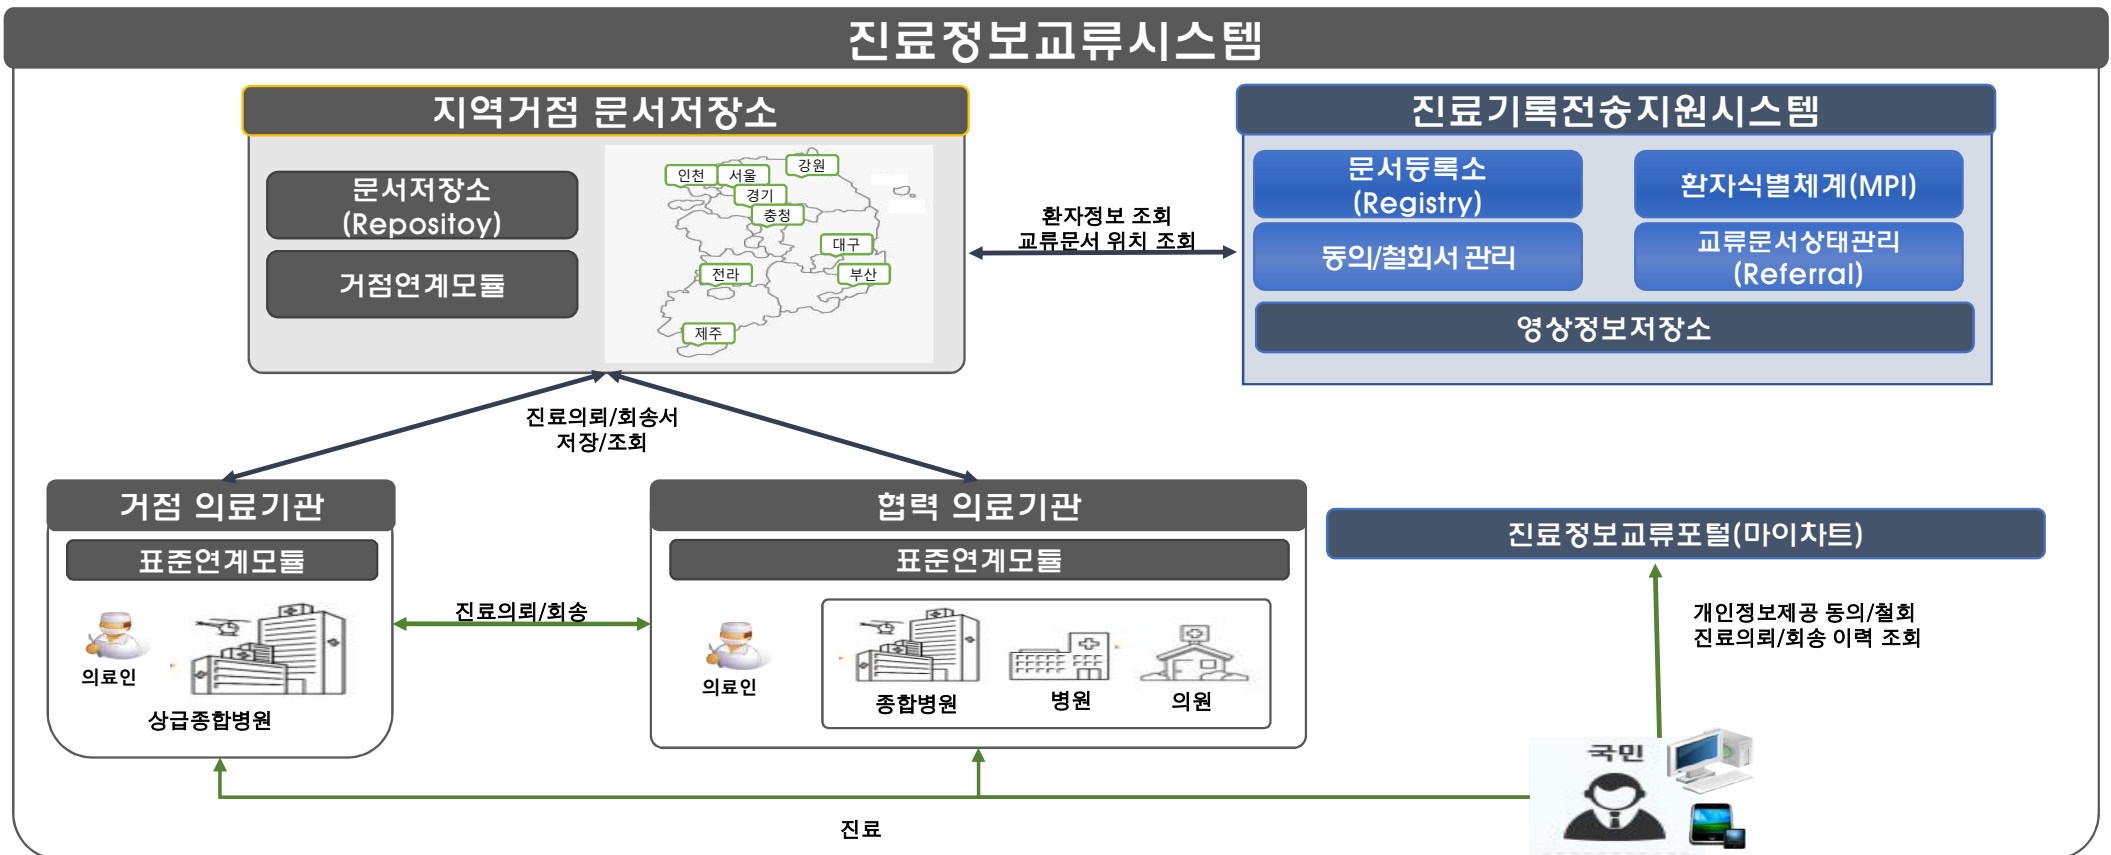 진료정보교류시스템
지역거점 문서저장소
문서저장소
(Repositoy)
거점연계모듈
인천
서울
강원
경기
충청
대구
전라
부산
제주
환자정보 조회
교류문서 위치 조회
진료기록전송지원시스템
문서등록소
(Registry)
환자식별체계(MPI)
동의/철회서 관리
교류문서상태관리
(Referral)
영상정보저장소
진료의뢰/회송서
저장/조회
거점 의료기관
표준연계모듈
의료인
상급종합병원
진료의뢰/회송
협력 의료기관
표준연계모듈
의료인
종합병원
병원
의원
진료정보교류포털(마이차트)
개인정보제공 동의/철회
진료의뢰/회송 이력 조회
국민
진료